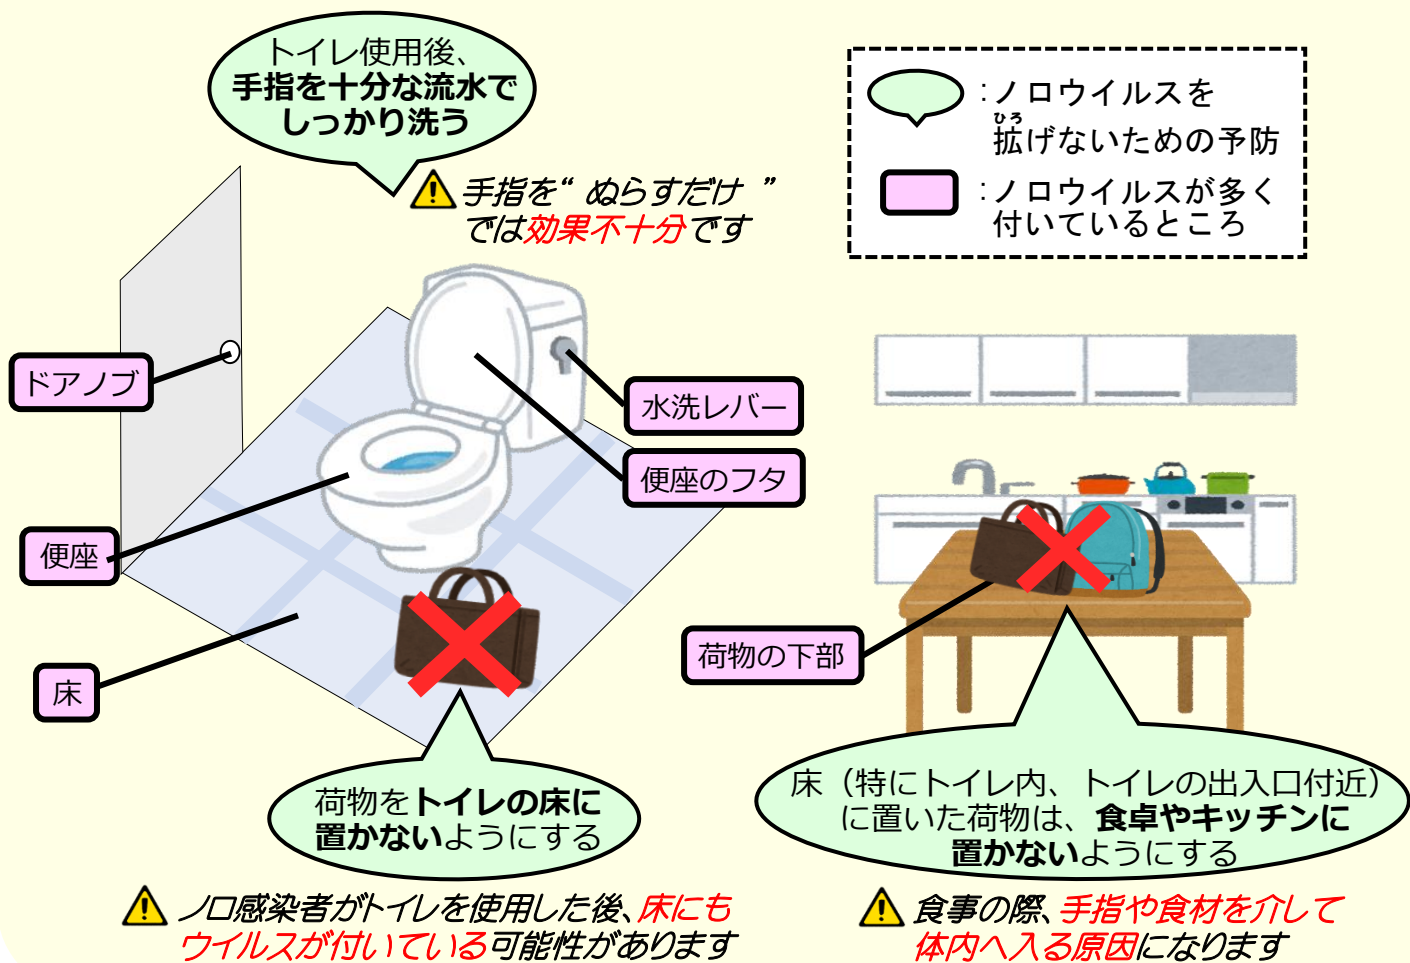 トイレ使用後、
手指を十分な流水で
しっかり洗う
手指を“ ぬらすだけ ”
では効果不十分です
:ノロウイルスを
ひろ
拡げないための予防
:ノロウイルスが多く
付いているところ
ドアノブ
水洗レバー
便座のフタ
便座
床
荷物の下部
荷物をトイレの床に
置かないようにする
床（特にトイレ内、トイレの出入口付近）
に置いた荷物は、食卓やキッチンに
置かないようにする
ノロ感染者がトイレを使用した後、床にも
ウイルスが付いている可能性があります
食事の際、手指や食材を介して
体内へ入る原因になります